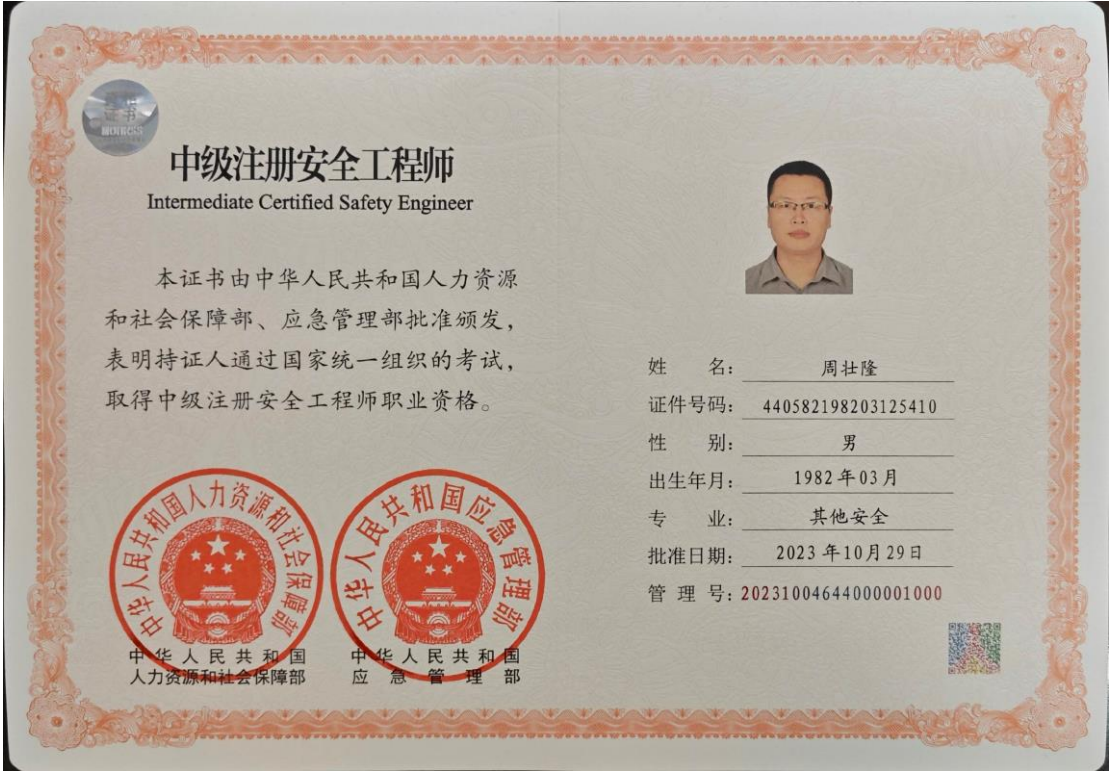 中级注册安全工程师
Intermediate Certified Safety Engineer
本证书由中华人民共和国人力资源
和社会保障部、应急管理部批准颁发，
表明持证人通过国家统一组织的考试，
取得中级注册安全工程师职业资格。
中华人民共和国人力资源和社会保障部
中华人民共和国应急管理部
中华人民共和国
人力资源和社会保障部
中华人民共和国
应急管理部
姓 名： 周壮隆
证件号码： 440582198203125410
性 别： 男
出生年月： 1982年03月
专 业： 其他安全
批准日期： 2023年10月29日
管 理 号：20231004644000001000